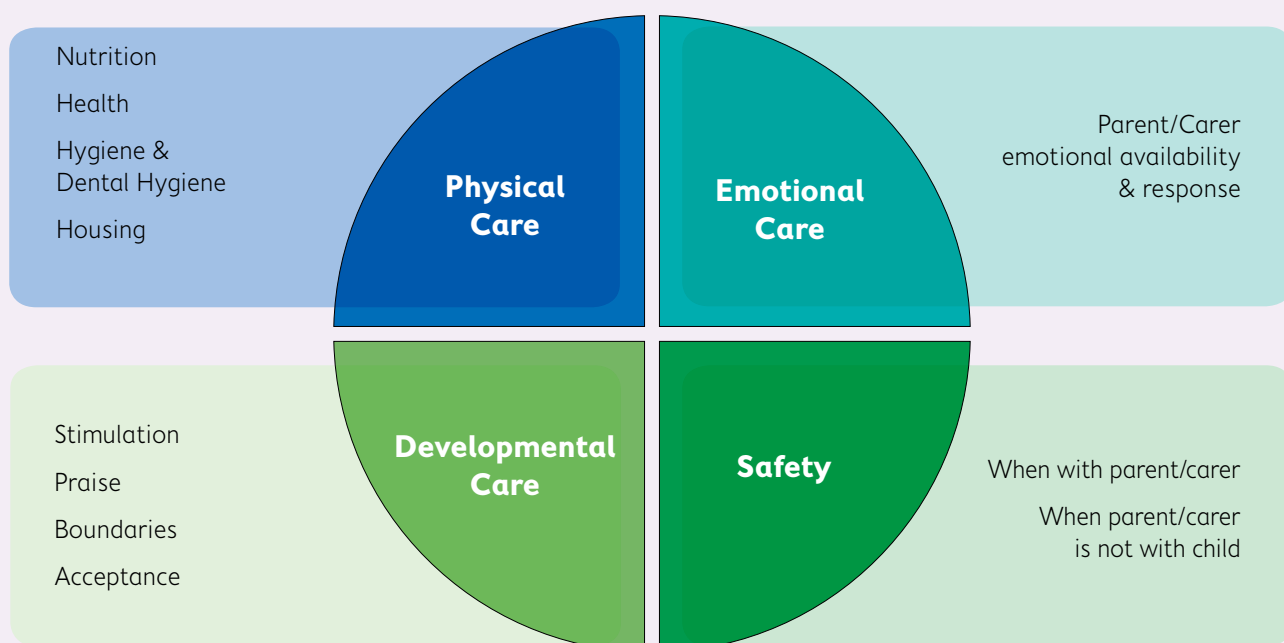 Nutrition
Health
Hygiene &
Dental Hygiene
Housing
Physical
Care
Emotional
Care
Parent/Carer
emotional availability
& response
Stimulation
Praise
Boundaries
Acceptance
Developmental
Care
Safety
When with parent/carer
When parent/carer
is not with child